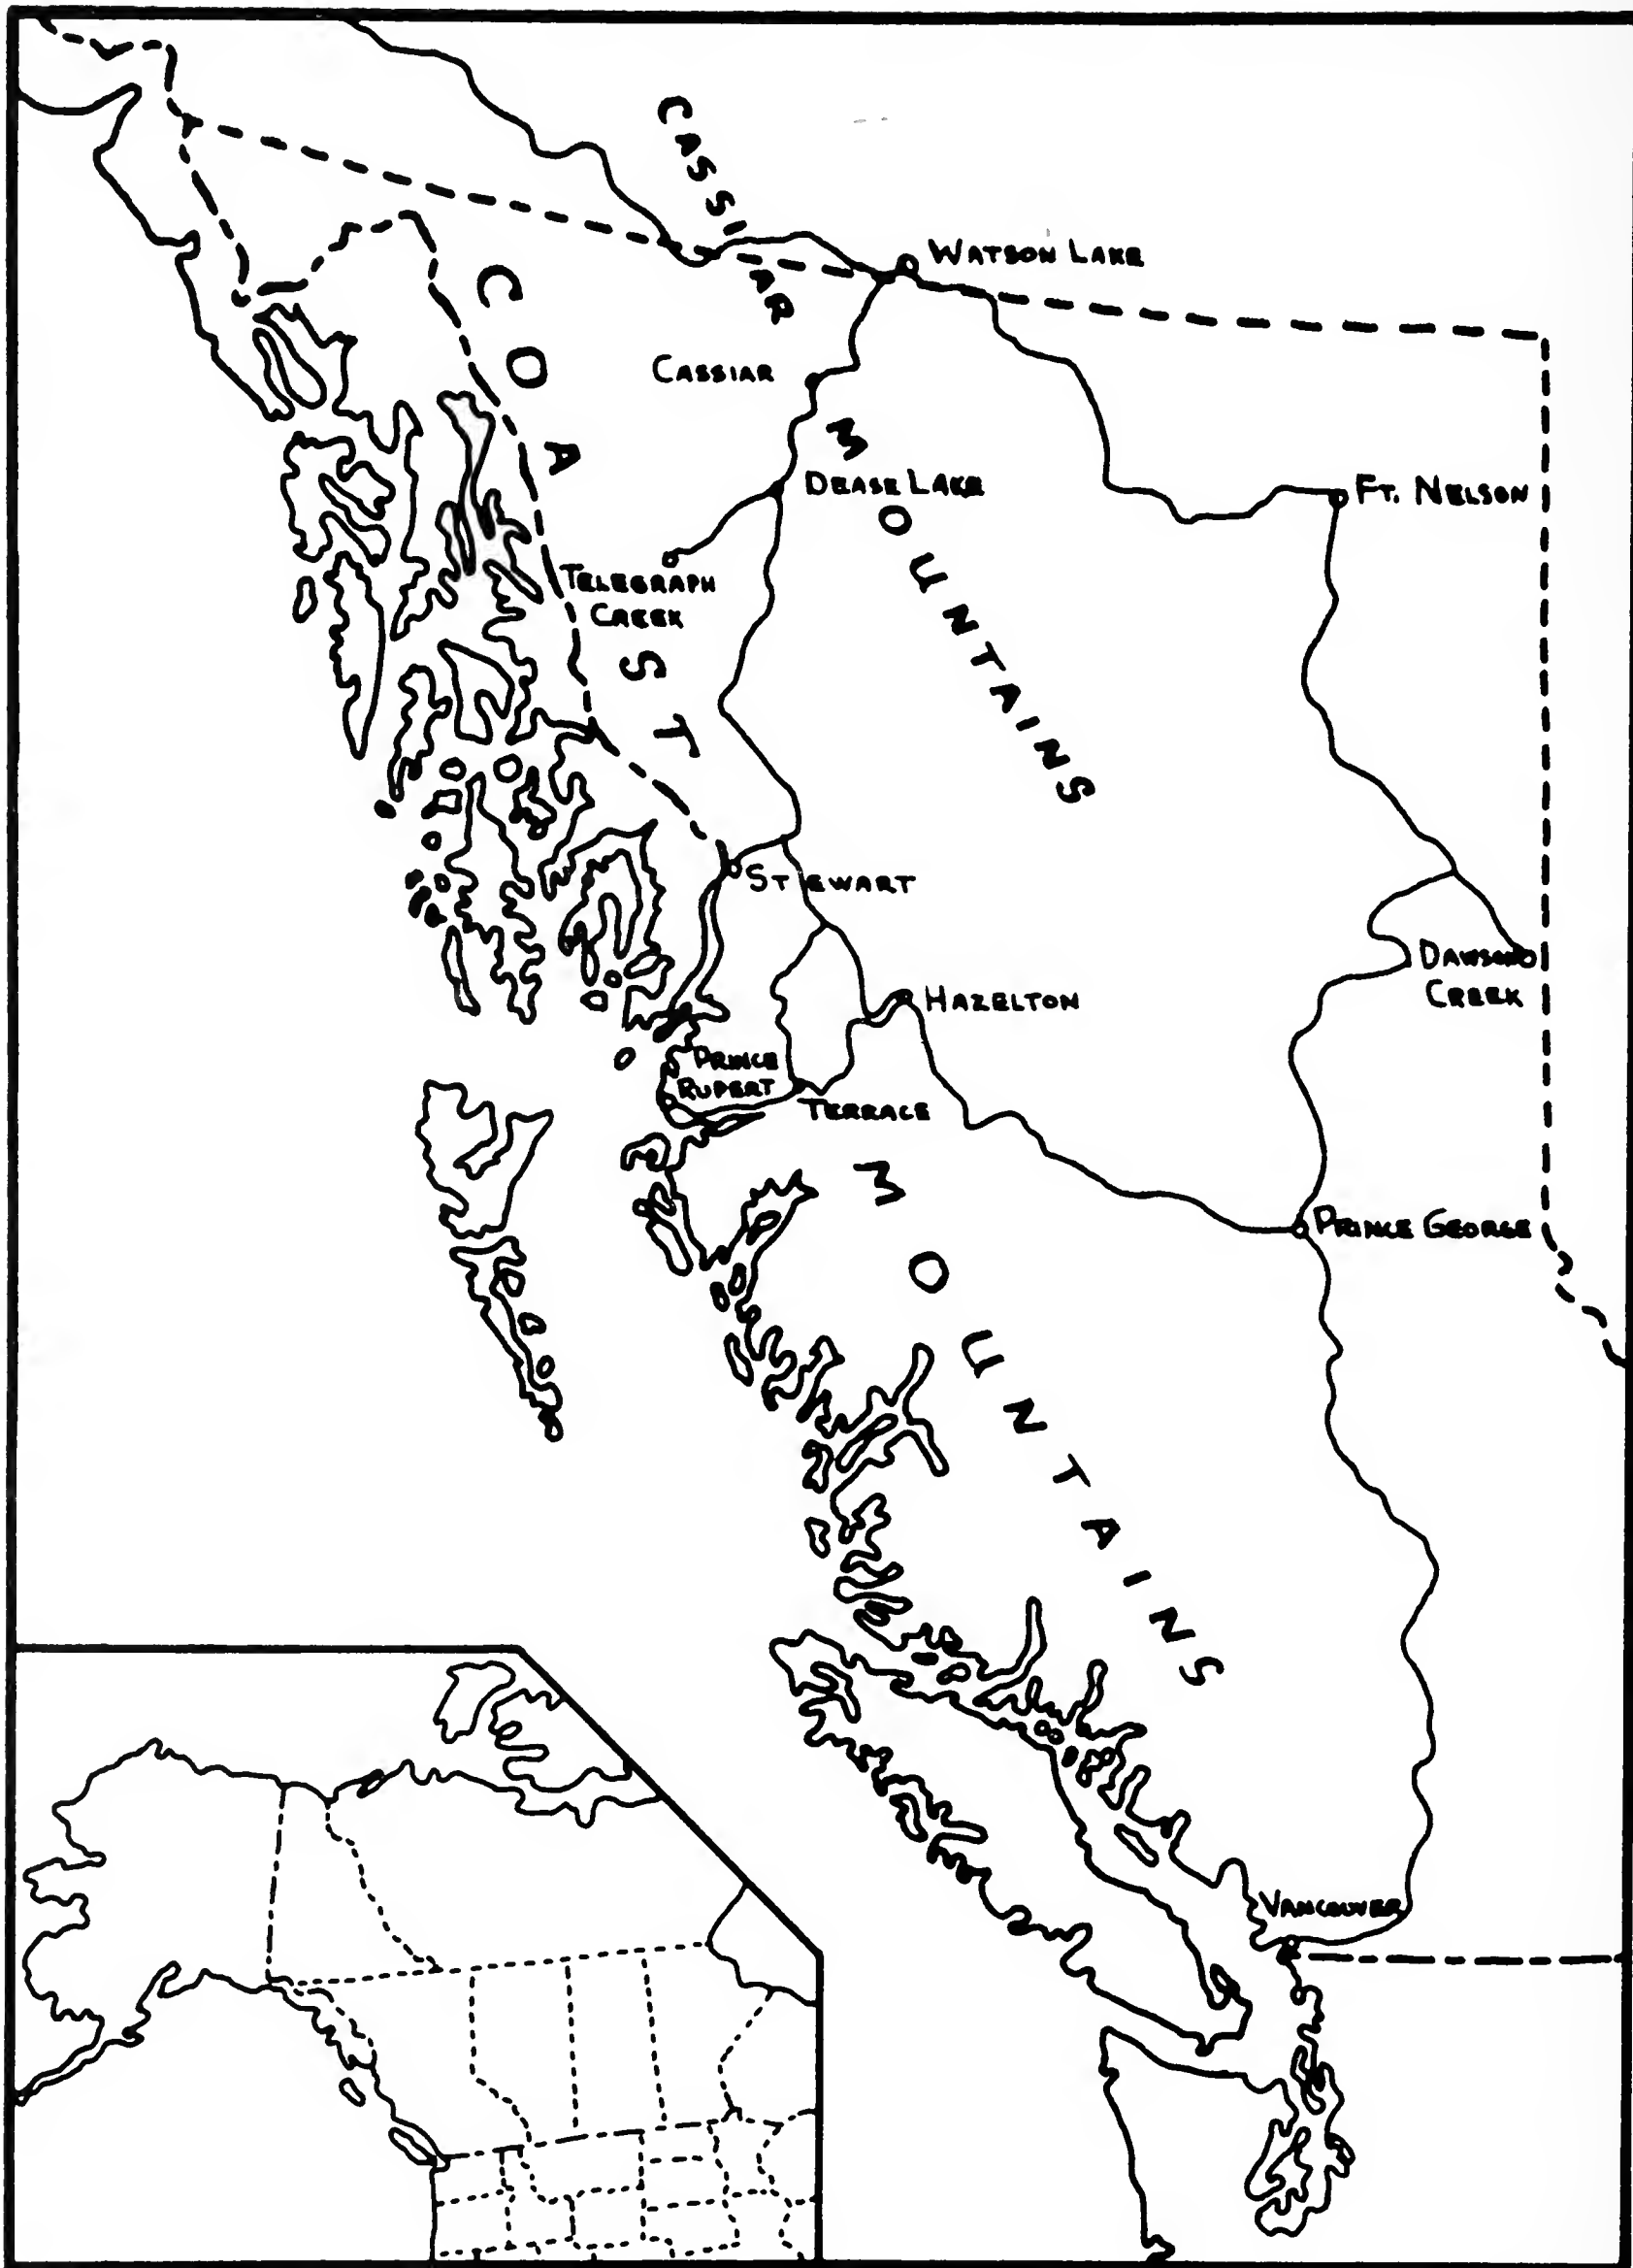 CASSIAR
MOUNTAINS
COAST
MOUNTAINS
WATSON LAKE
CASSIAR
DEASE LAKE
FT. NELSON
TELEGRAPH
CREEK
STEWART
DAWSON
CREEK
HAZELTON
PRINCE
RUPERT
TERRACE
PRINCE GEORGE
VANCOUVER